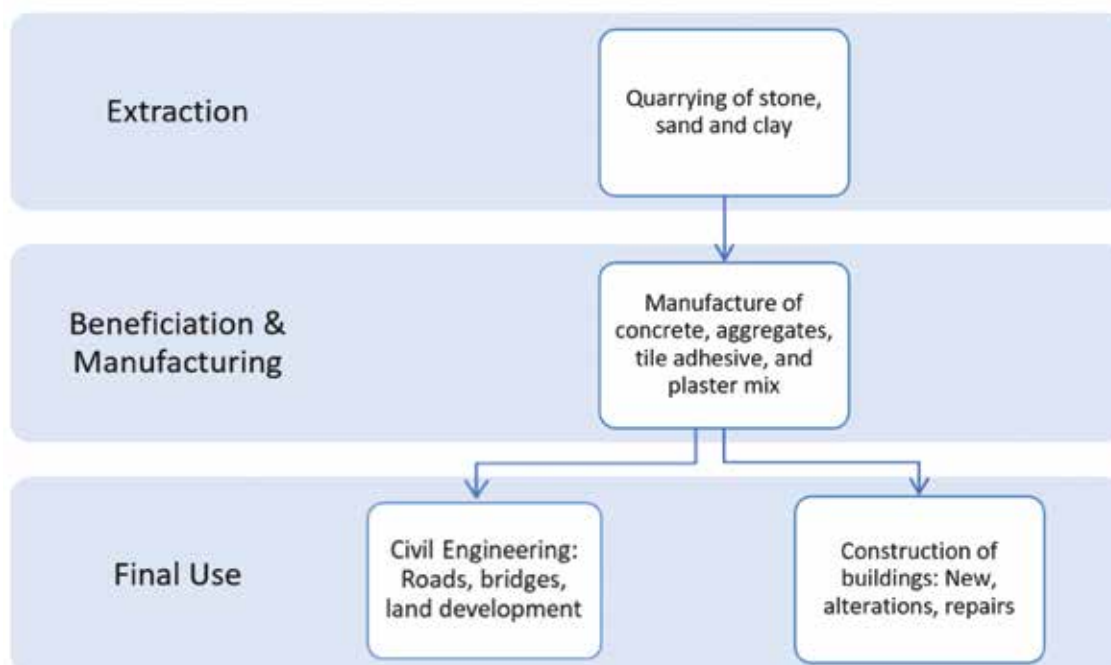 Extraction
Quarrying of stone,
sand and clay
Beneficiation &
Manufacturing
Manufacture of
concrete, aggregates,
tile adhesive, and
plaster mix
Final Use
Civil Engineering:
Roads, bridges,
land development
Construction of
buildings: New,
alterations, repairs